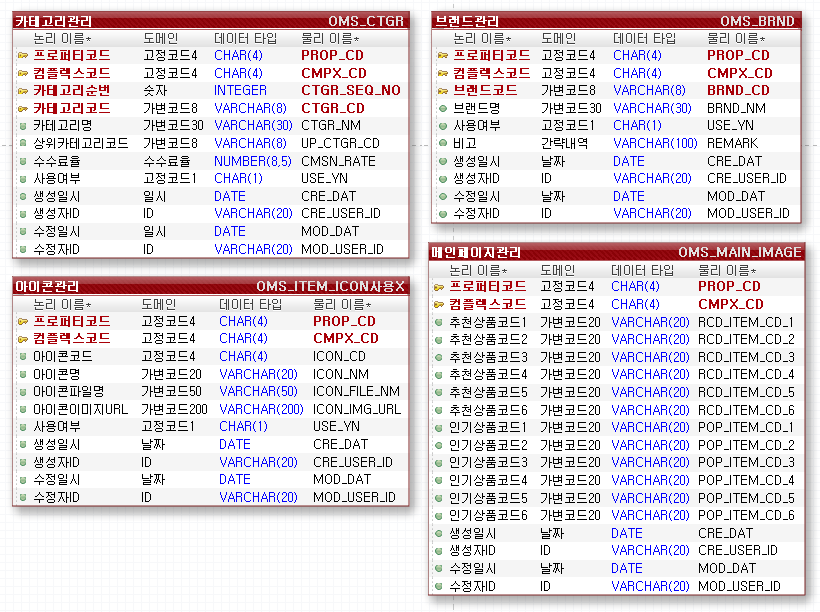 카테고리관리 OMS_CTGR
논리 이름* 도메인 데이터 타입 물리 이름*
프로퍼티코드 고정코드4 CHAR(4) PROP_CD
컴플렉스코드 고정코드4 CHAR(4) CMPX_CD
카테고리순번 숫자 INTEGER CTGR_SEQ_NO
카테고리코드 가변코드8 VARCHAR(8) CTGR_CD
카테고리명 가변코드30 VARCHAR(30) CTGR_NM
상위카테고리코드 가변코드8 VARCHAR(8) UP_CTGR_CD
수수료율 수수료율 NUMBER(8,5) CMSN_RATE
사용여부 고정코드1 CHAR(1) USE_YN
생성일시 일시 DATE CRE_DAT
생성자ID ID VARCHAR(20) CRE_USER_ID
수정일시 일시 DATE MOD_DAT
수정자ID ID VARCHAR(20) MOD_USER_ID
브랜드관리 OMS_BRND
논리 이름* 도메인 데이터 타입 물리 이름*
프로퍼티코드 고정코드4 CHAR(4) PROP_CD
컴플렉스코드 고정코드4 CHAR(4) CMPX_CD
브랜드코드 가변코드8 VARCHAR(8) BRND_CD
브랜드명 가변코드30 VARCHAR(30) BRND_NM
사용여부 고정코드1 CHAR(1) USE_YN
비고 간략내역 VARCHAR(100) REMARK
생성일시 날짜 DATE CRE_DAT
생성자ID ID VARCHAR(20) CRE_USER_ID
수정일시 날짜 DATE MOD_DAT
수정자ID ID VARCHAR(20) MOD_USER_ID
아이콘관리 OMS_ITEM_ICON사용X
논리 이름* 도메인 데이터 타입 물리 이름*
프로퍼티코드 고정코드4 CHAR(4) PROP_CD
컴플렉스코드 고정코드4 CHAR(4) CMPX_CD
아이콘코드 고정코드4 CHAR(4) ICON_CD
아이콘명 가변코드20 VARCHAR(20) ICON_NM
아이콘파일명 가변코드50 VARCHAR(50) ICON_FILE_NM
아이콘이미지URL 가변코드200 VARCHAR(200) ICON_IMG_URL
사용여부 고정코드1 CHAR(1) USE_YN
생성일시 날짜 DATE CRE_DAT
생성자ID ID VARCHAR(20) CRE_USER_ID
수정일시 날짜 DATE MOD_DAT
수정자ID ID VARCHAR(20) MOD_USER_ID
메인페이지관리 OMS_MAIN_IMAGE
논리 이름* 도메인 데이터 타입 물리 이름*
프로퍼티코드 고정코드4 CHAR(4) PROP_CD
컴플렉스코드 고정코드4 CHAR(4) CMPX_CD
추천상품코드1 가변코드20 VARCHAR(20) RCD_ITEM_CD_1
추천상품코드2 가변코드20 VARCHAR(20) RCD_ITEM_CD_2
추천상품코드3 가변코드20 VARCHAR(20) RCD_ITEM_CD_3
추천상품코드4 가변코드20 VARCHAR(20) RCD_ITEM_CD_4
추천상품코드5 가변코드20 VARCHAR(20) RCD_ITEM_CD_5
추천상품코드6 가변코드20 VARCHAR(20) RCD_ITEM_CD_6
인기상품코드1 가변코드20 VARCHAR(20) POP_ITEM_CD_1
인기상품코드2 가변코드20 VARCHAR(20) POP_ITEM_CD_2
인기상품코드3 가변코드20 VARCHAR(20) POP_ITEM_CD_3
인기상품코드4 가변코드20 VARCHAR(20) POP_ITEM_CD_4
인기상품코드5 가변코드20 VARCHAR(20) POP_ITEM_CD_5
인기상품코드6 가변코드20 VARCHAR(20) POP_ITEM_CD_6
생성일시 날짜 DATE CRE_DAT
생성자ID ID VARCHAR(20) CRE_USER_ID
수정일시 날짜 DATE MOD_DAT
수정자ID ID VARCHAR(20) MOD_USER_ID